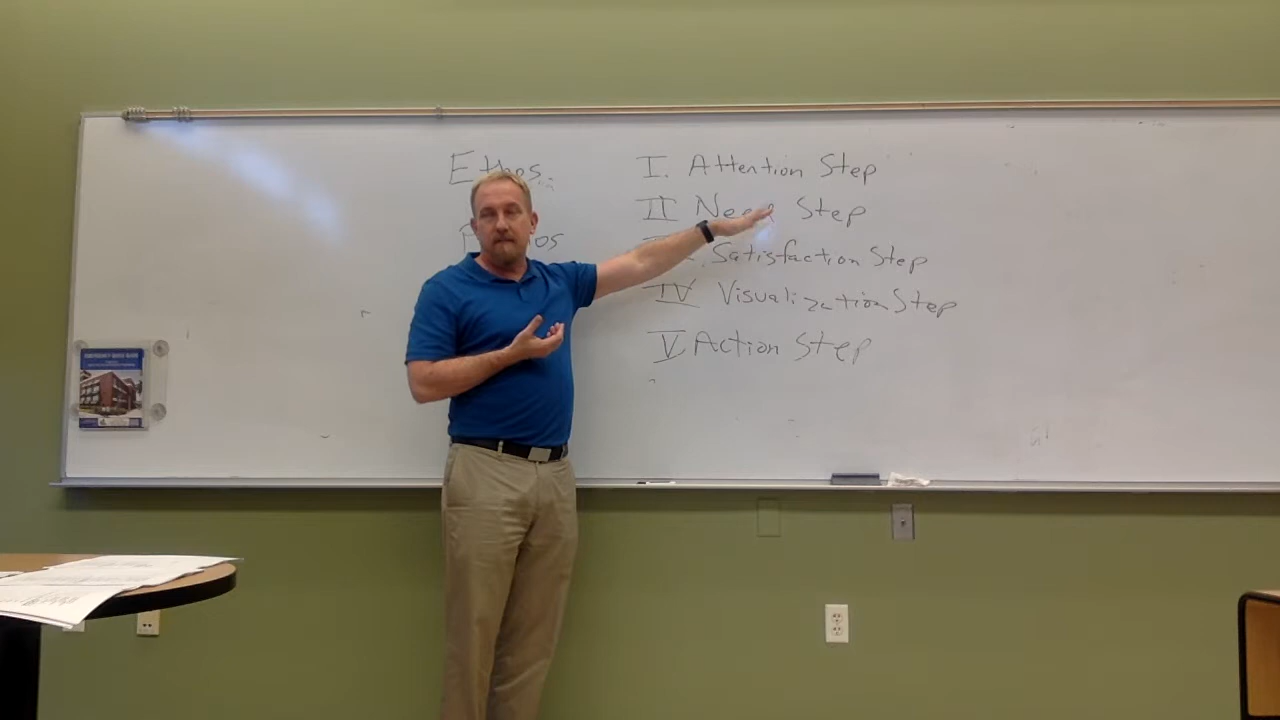 Ethos
I. Attention Step
II Need Step
Satisfaction Step
IV Visualization Step
V Action Step